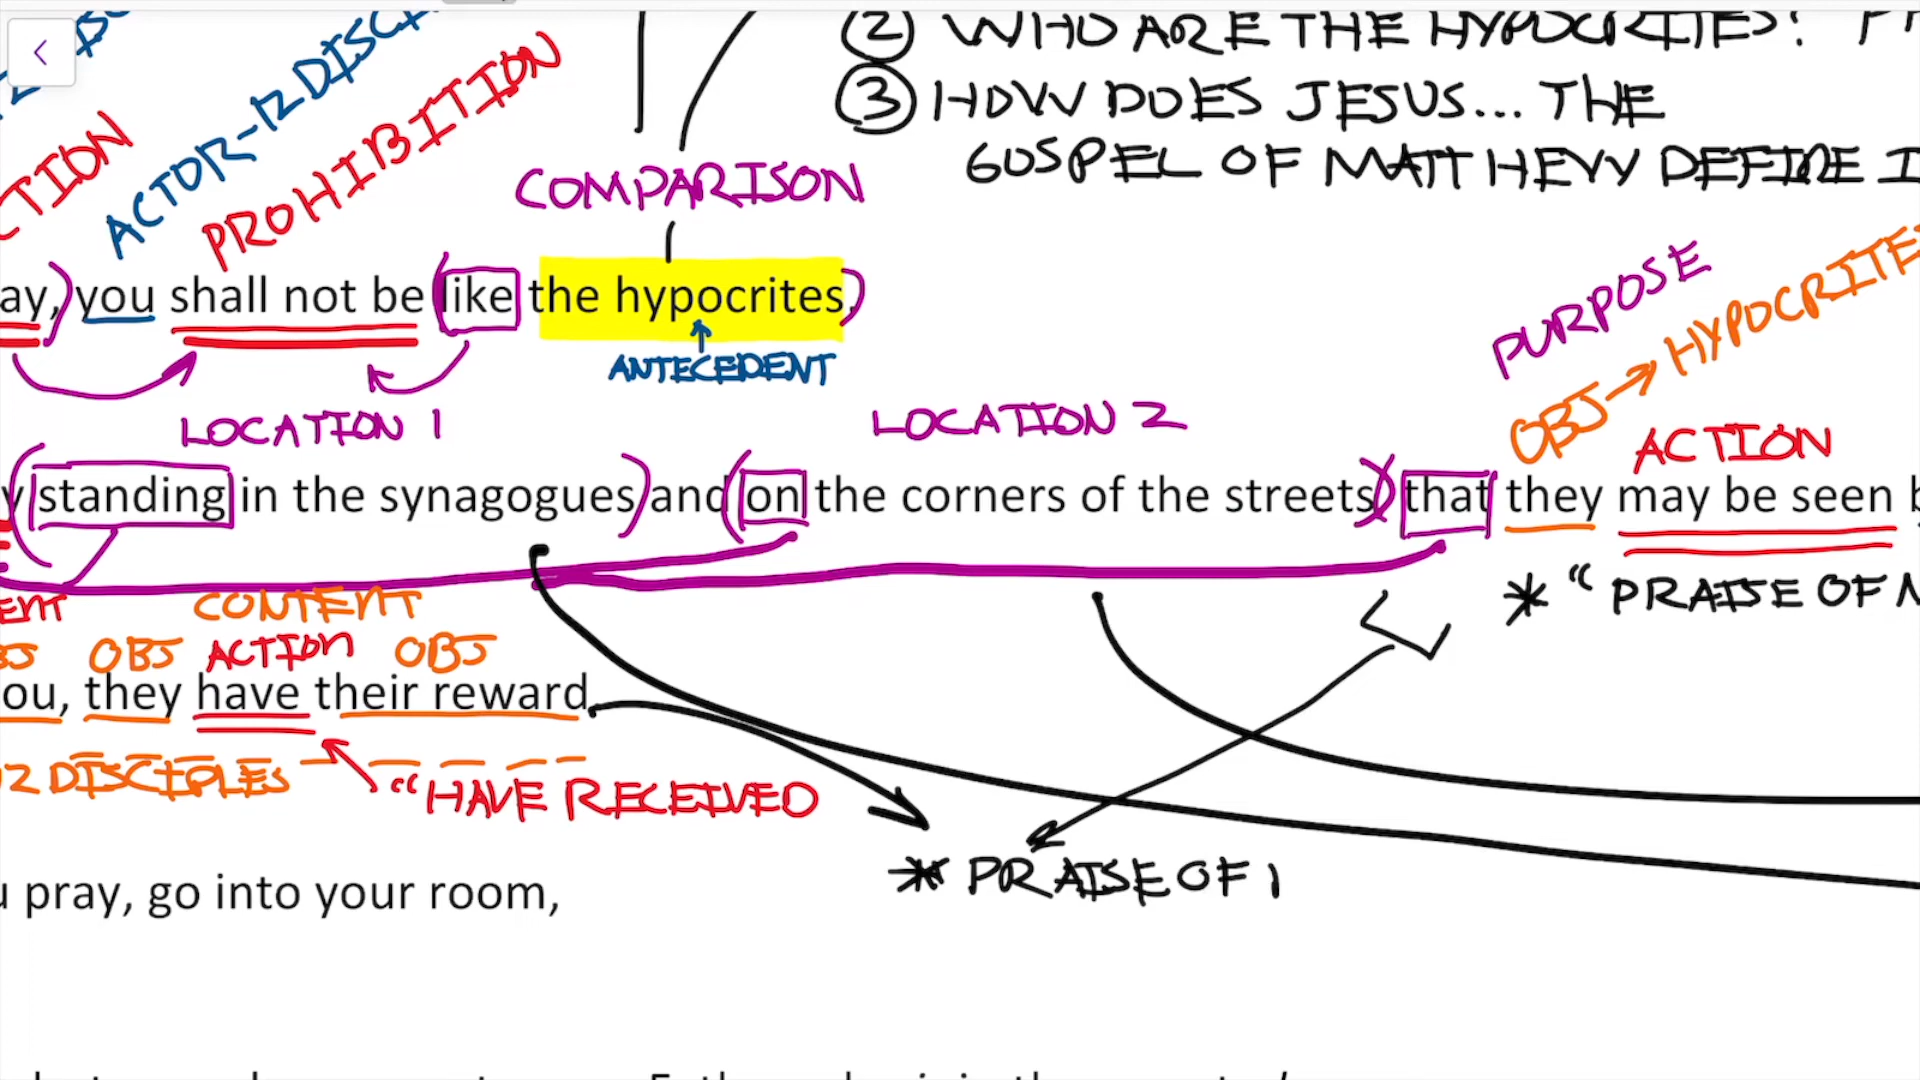 ② WHO ARE THE HYPOCRITES?
③ HOW DOES JESUS... THE
GOSPEL OF MATTHEW DEFINE
ACTOR-12 DISC
PROHIBITION
COMPARISON
ay, you shall not be like the hypocrites,
ANTECEDENT
PURPOSE
OBJ → HYPOCRITE
LOCATION 1
LOCATION 2
ACTION
standing in the synagogues and on the corners of the streets, that they may be seen
* "PRAISE OF
CONTENT
OBJ ACTION OBJ
ou, they have their reward.
12 DISCIPLES
"HAVE RECEIVED
* PRAISE OF
pray, go into your room,